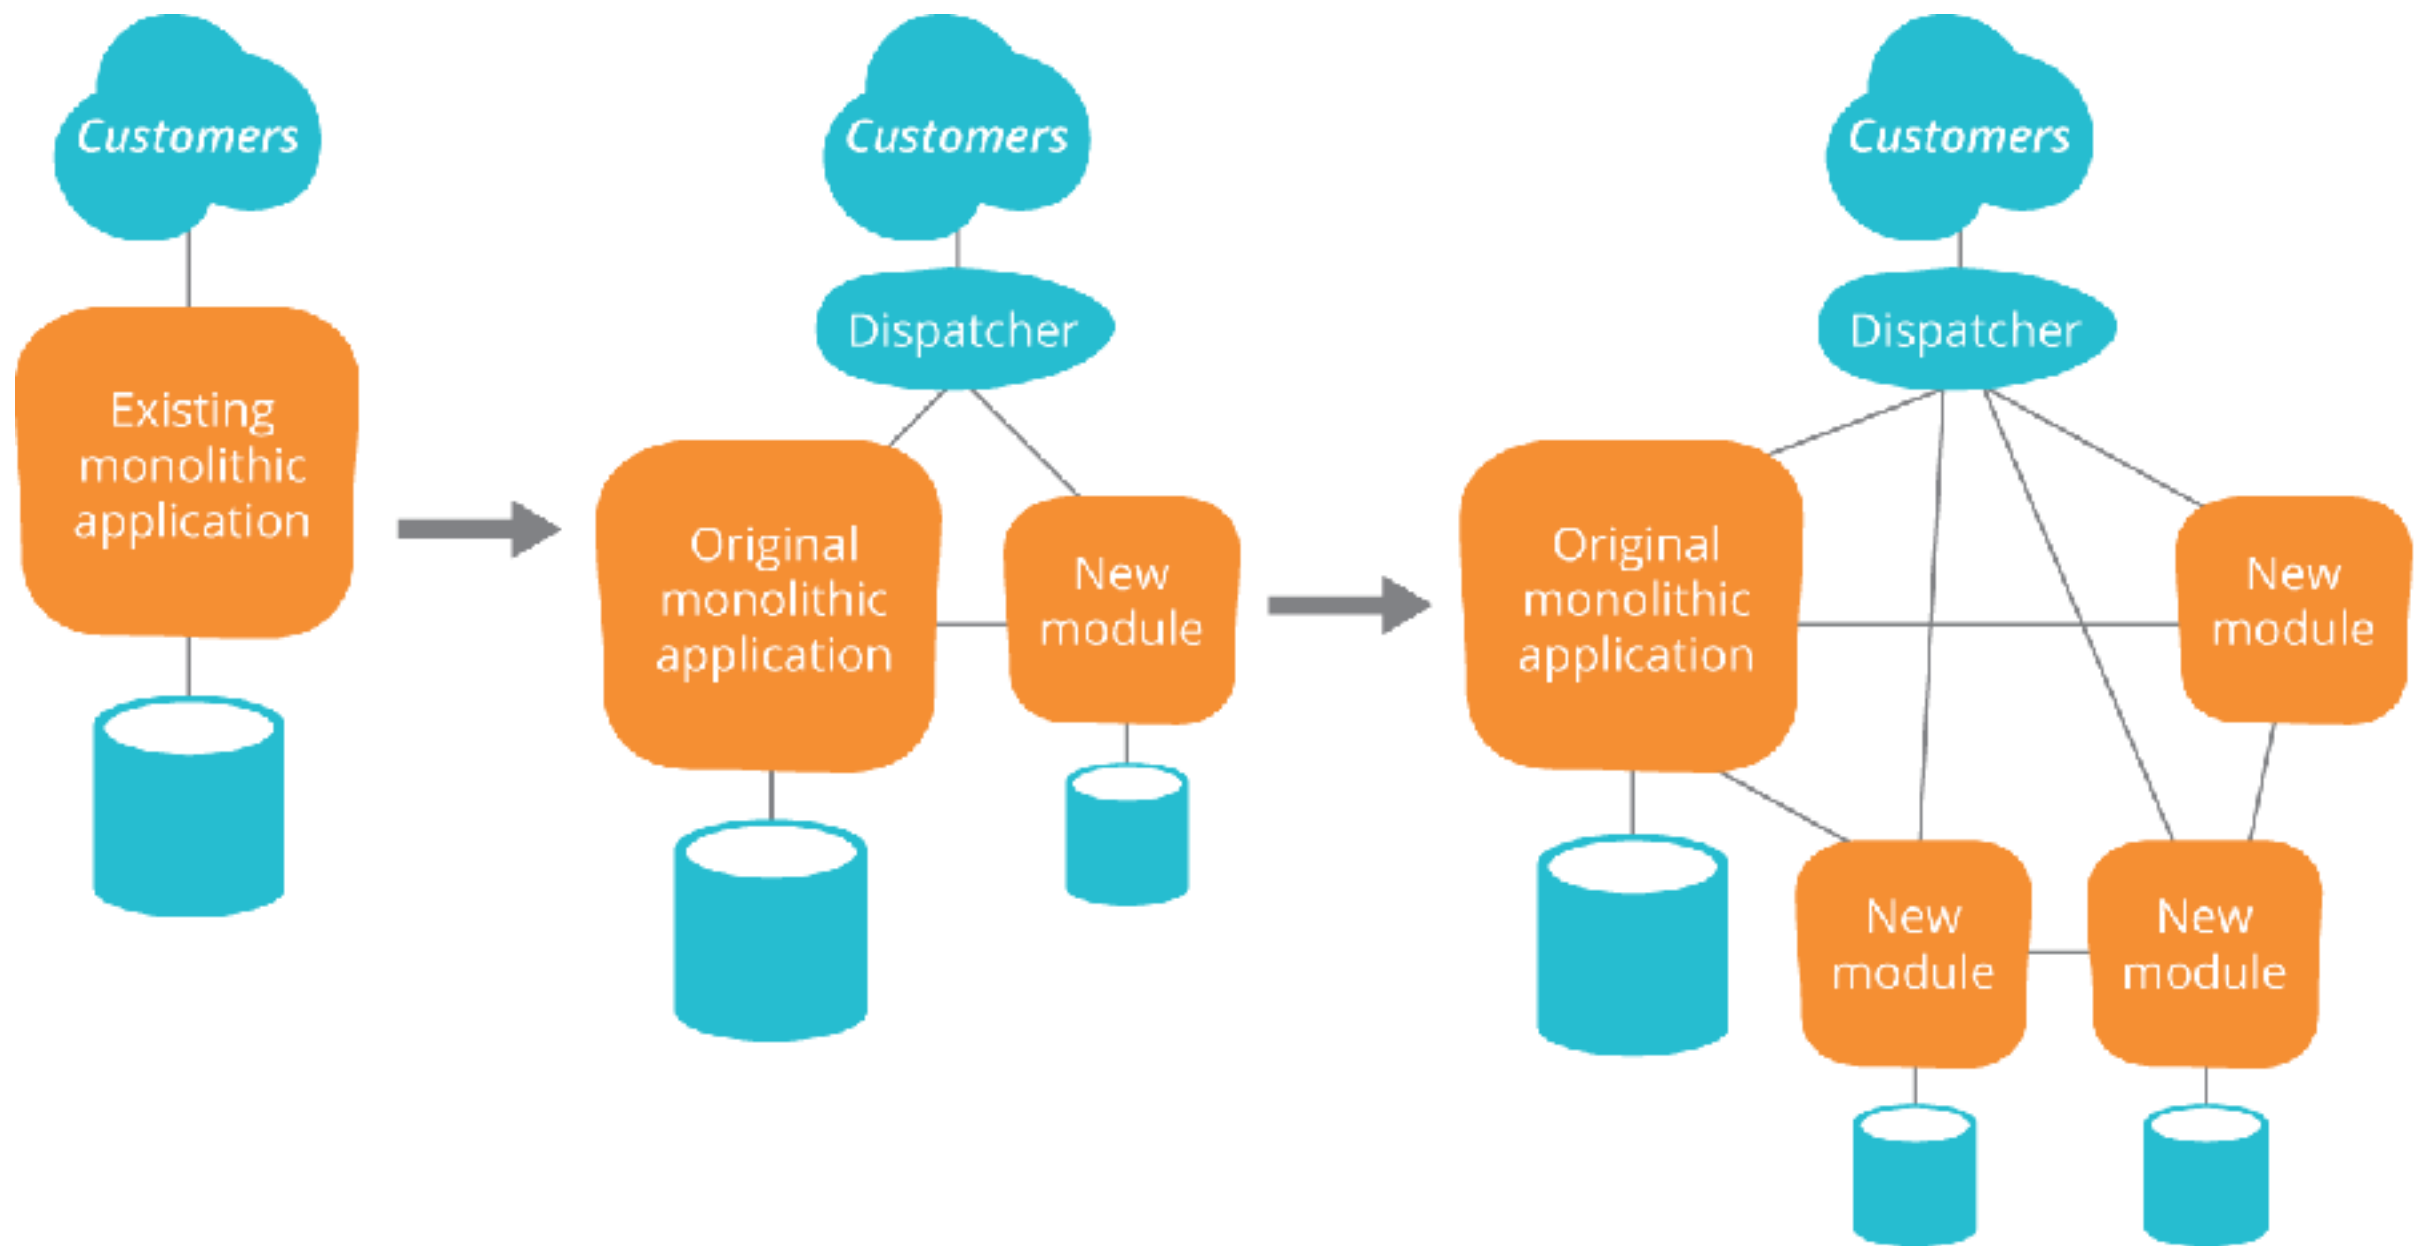 Customers
Existing
monolithic
application
Customers
Dispatcher
Original
monolithic
application
New
module
Customers
Dispatcher
Original
monolithic
application
New
module
New
module
New
module